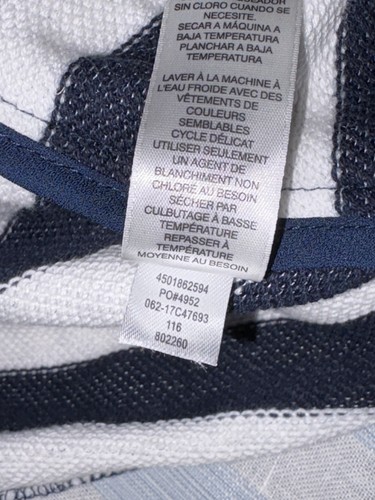 SIN CLORO CUANDO SE
NECESITE.
SECAR A MÁQUINA A
BAJA TEMPERATURA
PLANCHAR A BAJA
TEMPERATURA
LAVER À LA MACHINE À
L'EAU FROIDE AVEC DES
VÊTEMENTS DE
COULEURS
SEMBLABLES
CYCLE DÉLICAT
UTILISER SEULEMENT
UN AGENT DE
BLANCHIMENT NON
CHLORÉ AU BESOIN
SÉCHER PAR
CULBUTAGE À BASSE
TEMPÉRATURE
REPASSER À
TEMPÉRATURE
MOYENNE AU BESOIN
4501862594
PO#4952
062-17C47693
116
802260